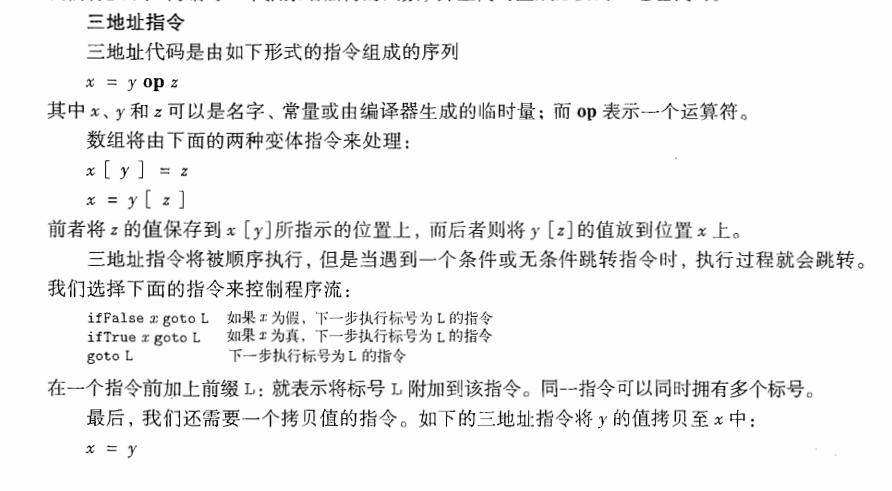 三地址指令
三地址代码是由如下形式的指令组成的序列
x = y op z
其中 x、y 和 z 可以是名字、常量或由编译器生成的临时量；而 op 表示一个运算符。
数组将由下面的两种变体指令来处理：
x [ y ] = z
x = y [ z ]
前者将 z 的值保存到 x [y]所指示的位置上，而后者则将 y [z]的值放到位置 x 上。
三地址指令将被顺序执行，但是当遇到一个条件或无条件跳转指令时，执行过程就会跳转。
我们选择下面的指令来控制程序流：
ifFalse x goto L 如果 x 为假，下一步执行标号为 L 的指令
ifTrue x goto L 如果 x 为真，下一步执行标号为 L 的指令
goto L 下一步执行标号为 L 的指令
在一个指令前加上前缀 L：就表示将标号 L 附加到该指令。同一指令可以同时拥有多个标号。
最后，我们还需要一个拷贝值的指令。如下的三地址指令将 y 的值拷贝至 x 中：
x = y